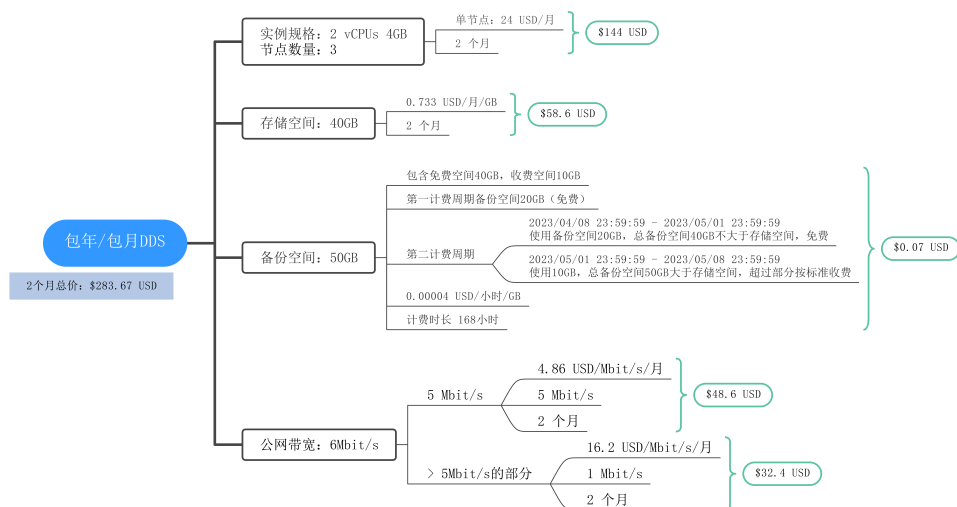 包年/包月DDS
2个月总价：$283.67 USD
实例规格：2 vCPUs 4GB
节点数量：3
单节点：24 USD/月
2 个月
$144 USD
存储空间：40GB
0.733 USD/月/GB
2 个月
$58.6 USD
备份空间：50GB
包含免费空间40GB，收费空间10GB
第一计费周期备份空间20GB（免费）
第二计费周期
2023/04/08 23:59:59 - 2023/05/01 23:59:59
使用备份空间20GB，总备份空间40GB不大于存储空间，免费
2023/05/01 23:59:59 - 2023/05/08 23:59:59
使用10GB，总备份空间50GB大于存储空间，超过部分按标准收费
0.00004 USD/小时/GB
计费时长 168小时
$0.07 USD
公网带宽：6Mbit/s
5 Mbit/s
4.86 USD/Mbit/s/月
5 Mbit/s
2 个月
$48.6 USD
> 5Mbit/s的部分
16.2 USD/Mbit/s/月
1 Mbit/s
2 个月
$32.4 USD